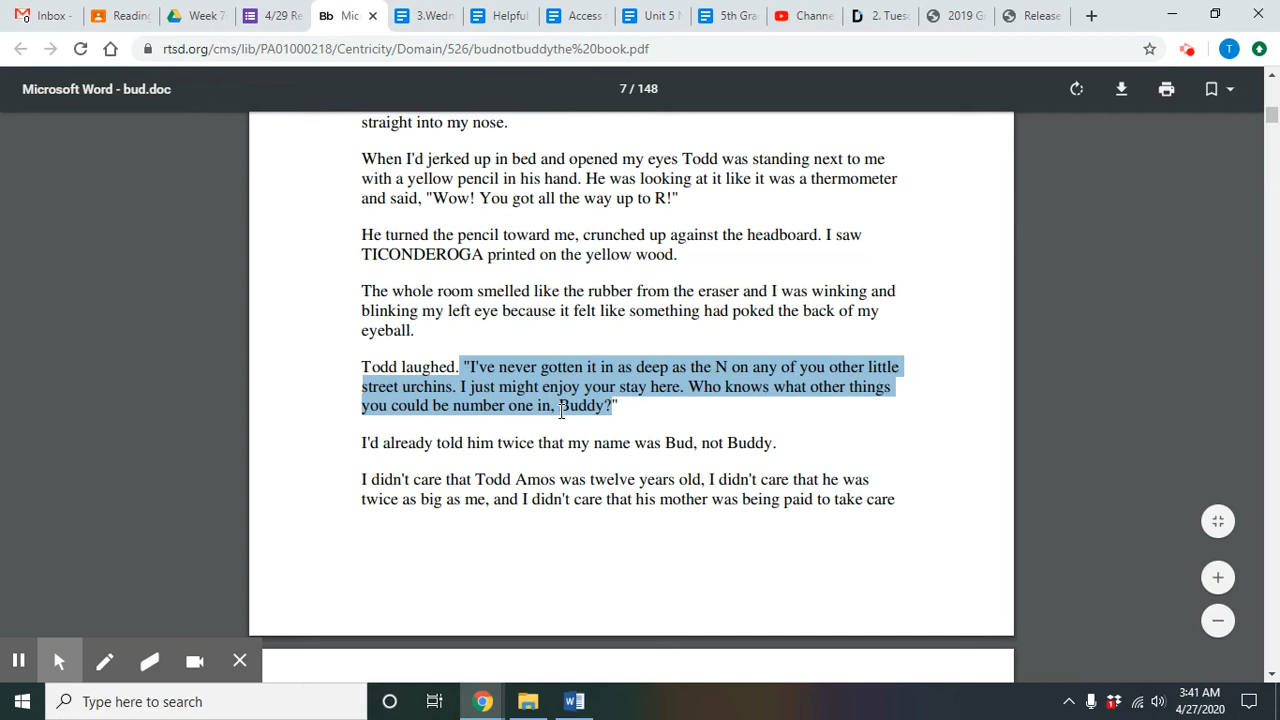 Inbox -
Reading
Week 7
4/29 Re
Bb Mic
3.Wedn
Helpful
Access
Unit 5 N
5th Gra
Channe
2. Tuesc
2019 G
Release
rtsd.org/cms/lib/PA01000218/Centricity/Domain/526/budnotbuddythe%20book.pdf
T
Microsoft Word - bud.doc
7 / 148
straight into my nose.
When I'd jerked up in bed and opened my eyes Todd was standing next to me
with a yellow pencil in his hand. He was looking at it like it was a thermometer
and said, "Wow! You got all the way up to R!"
He turned the pencil toward me, crunched up against the headboard. I saw
TICONDEROGA printed on the yellow wood.
The whole room smelled like the rubber from the eraser and I was winking and
blinking my left eye because it felt like something had poked the back of my
eyeball.
Todd laughed. "I've never gotten it in as deep as the N on any of you other little
street urchins. I just might enjoy your stay here. Who knows what other things
you could be number one in, Buddy?"
I'd already told him twice that my name was Bud, not Buddy.
I didn't care that Todd Amos was twelve years old, I didn't care that he was
twice as big as me, and I didn't care that his mother was being paid to take care
Type here to search
3:41 AM
4/27/2020